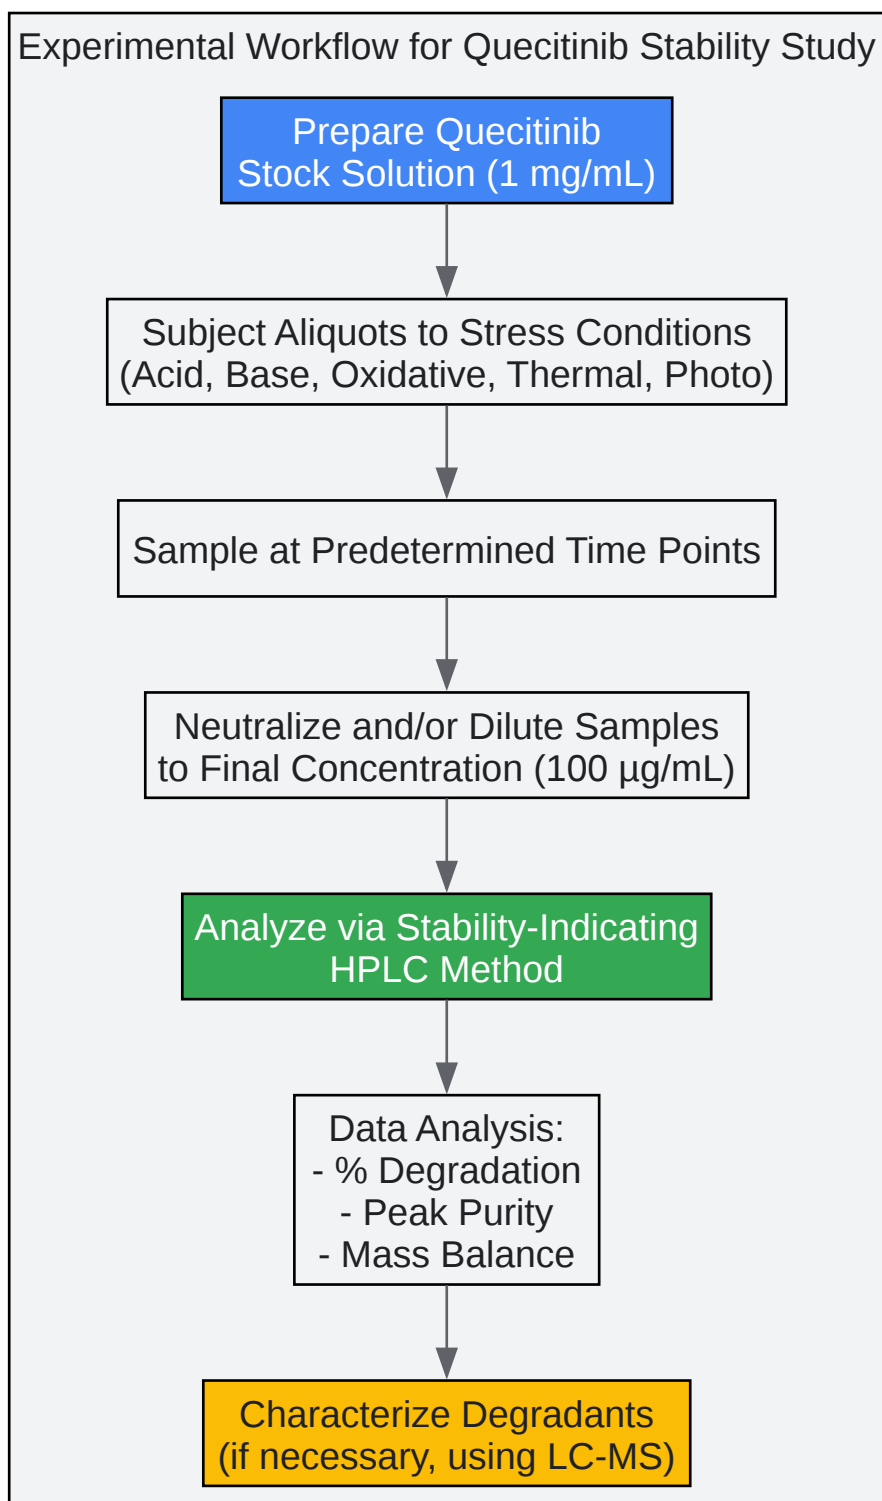 Experimental Workflow for Quecitinib Stability Study
Prepare Quecitinib
Stock Solution (1 mg/mL)
Subject Aliquots to Stress Conditions
(Acid, Base, Oxidative, Thermal, Photo)
Sample at Predetermined Time Points
Neutralize and/or Dilute Samples
to Final Concentration (100 µg/mL)
Analyze via Stability-Indicating
HPLC Method
Data Analysis:
- % Degradation
- Peak Purity
- Mass Balance
Characterize Degradants
(if necessary, using LC-MS)